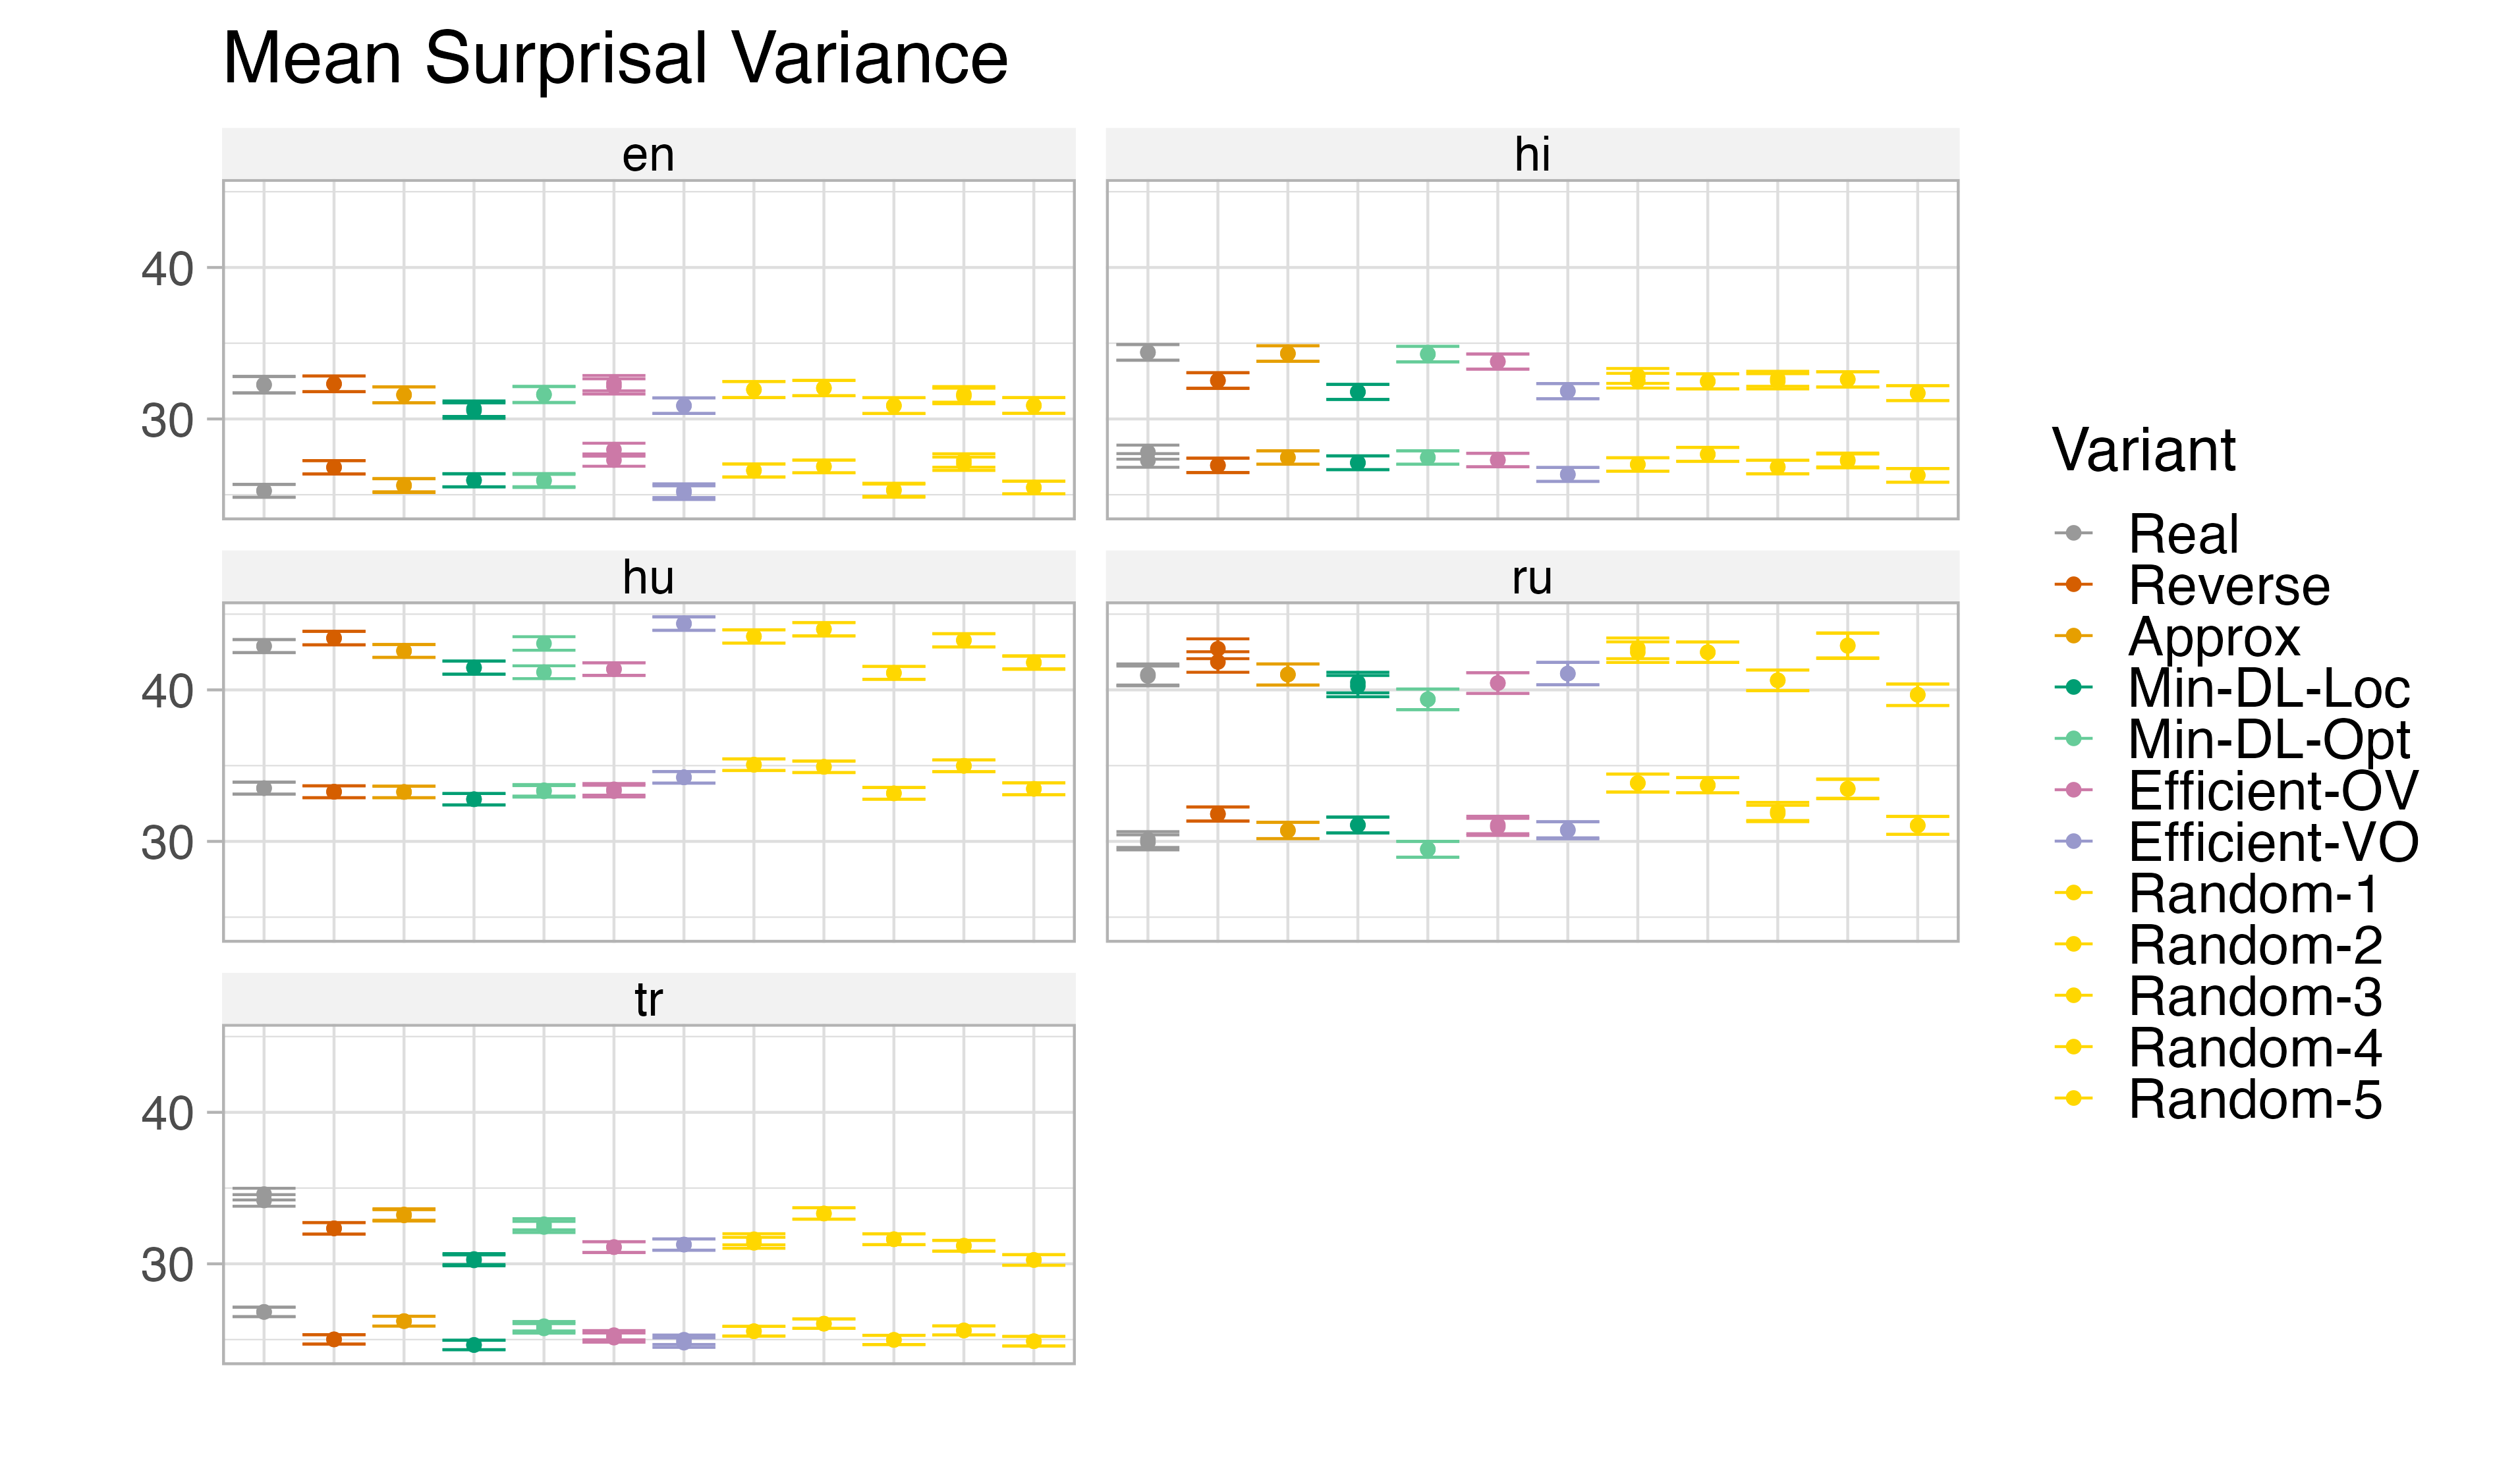 Mean Surprisal Variance
en
hi
40
30
hu
ru
40
30
tr
40
30
Variant
Real
Reverse
Approx
Min-DL-Loc
Min-DL-Opt
Efficient-OV
Efficient-VO
Random-1
Random-2
Random-3
Random-4
Random-5